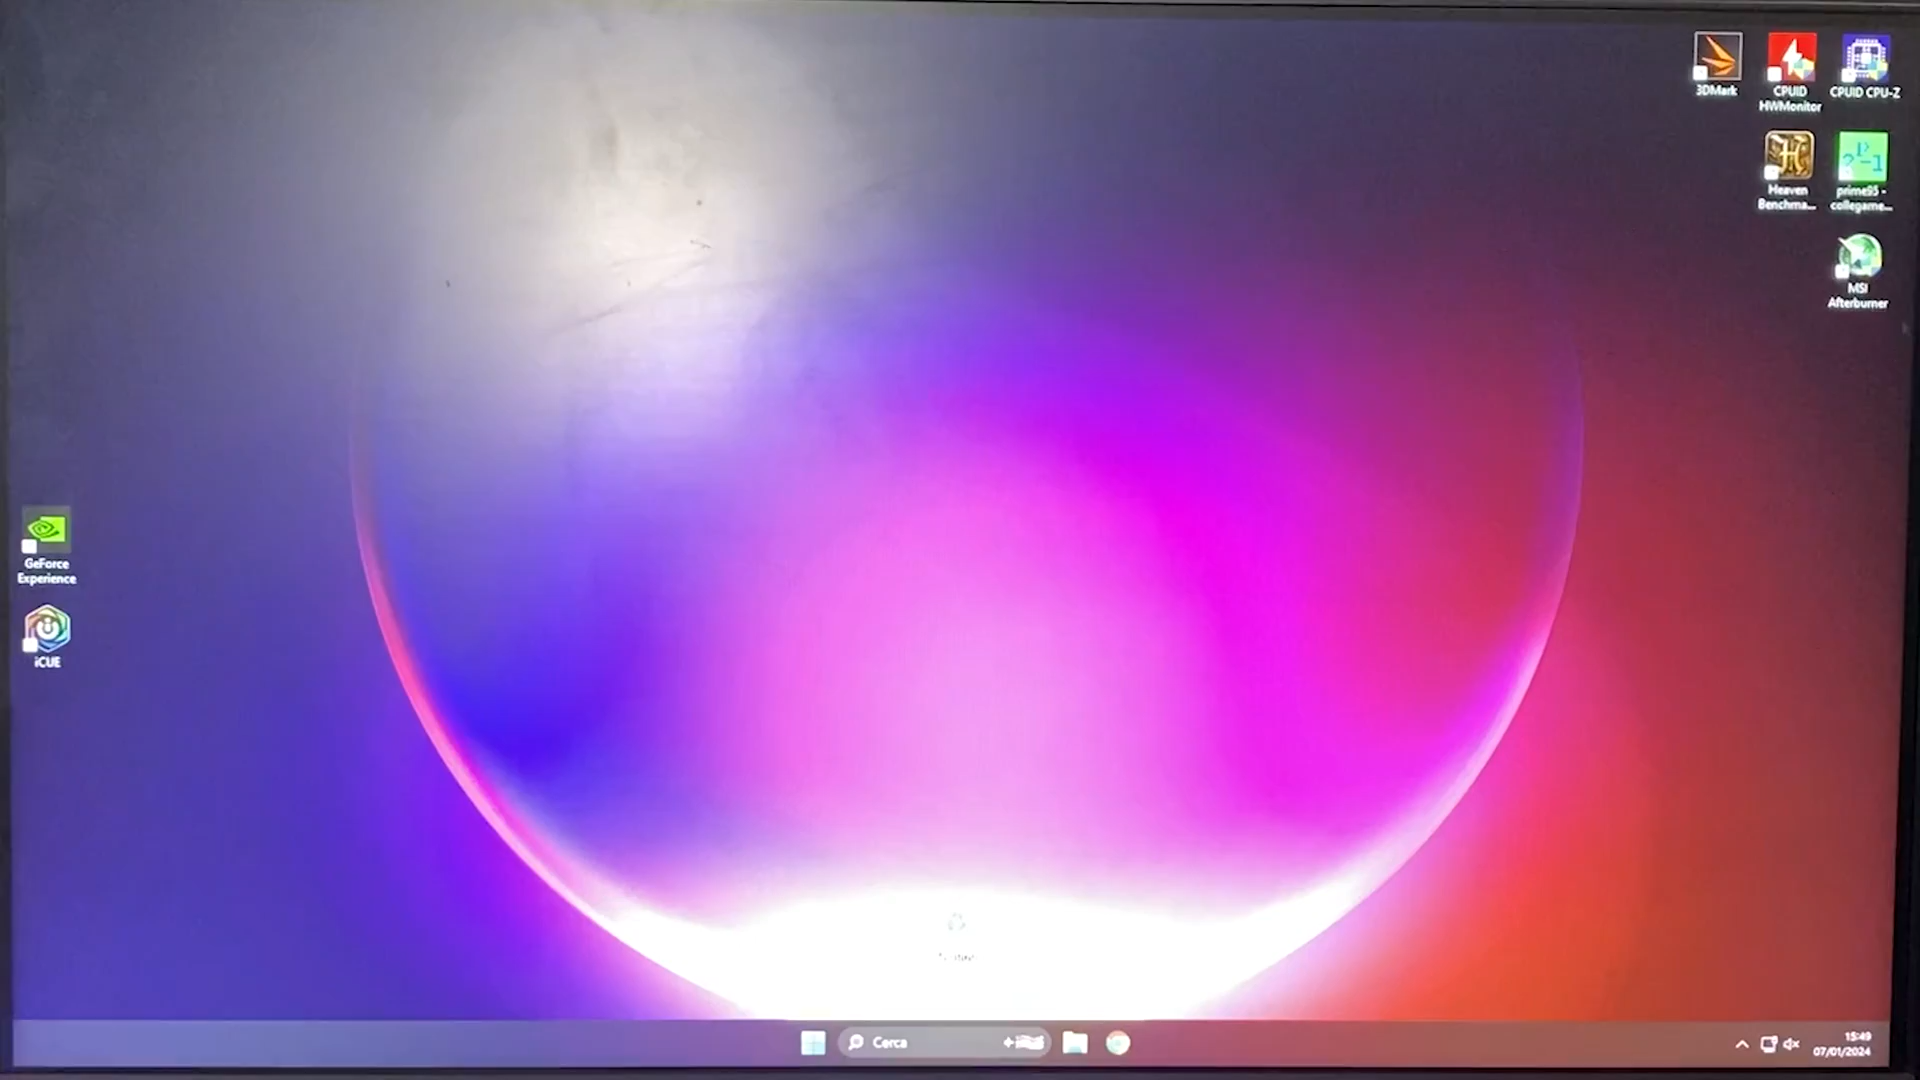 3DMark
CPUID
HWMonitor
CPUID CPU-Z
Heaven
Benchma...
prime95 -
collegame...
MSI
Afterburner
GeForce
Experience
iCUE
Cerca
15:49
07/01/2024